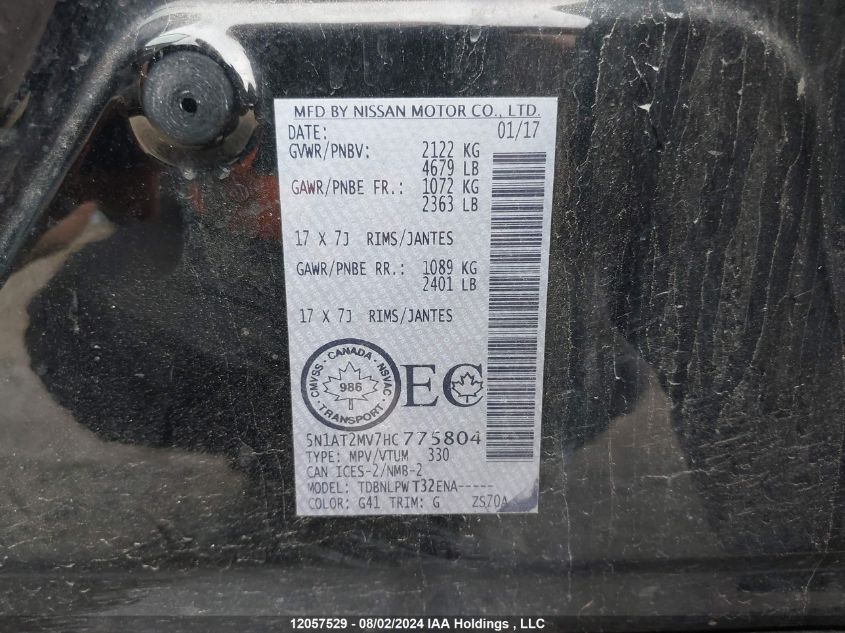 MFD BY NISSAN MOTOR CO., LTD.
DATE: 01/17
GVWR/PNBV: 2122 KG
4679 LB
GAWR/PNBE FR.: 1072 KG
2363 LB
17 X 7J RIMS/JANTES
GAWR/PNBE RR.: 1089 KG
2401 LB
17 X 7J RIMS/JANTES
CMVSS - CANADA - NSVAC
986
- TRANSPORT -
EC
5N1AT2MV7HC775804
TYPE: MPV/VTUM 330
CAN ICES-2/NMB-2
MODEL: TDBNLPWT32ENA-----
COLOR: G41 TRIM: G ZSZOA
12057529 - 08/02/2024 IAA Holdings , LLC